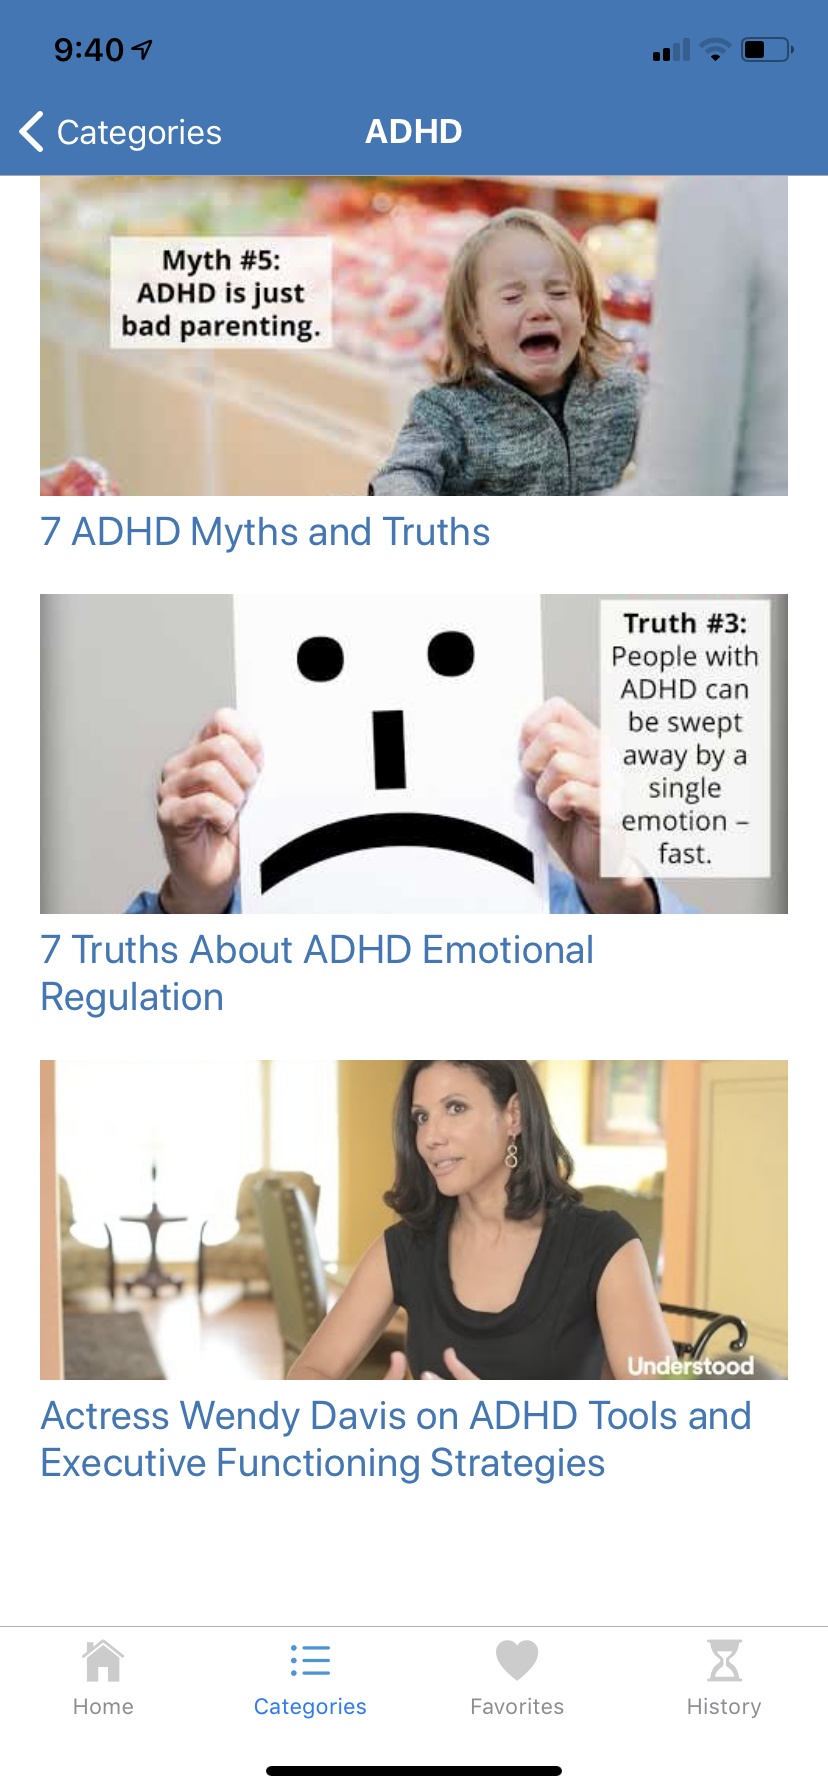 9:40
Categories
ADHD
Myth #5:
ADHD is just
bad parenting.
7 ADHD Myths and Truths
Truth #3:
People with
ADHD can
be swept
away by a
single
emotion –
fast.
7 Truths About ADHD Emotional
Regulation
Understood
Actress Wendy Davis on ADHD Tools and
Executive Functioning Strategies
Home
Categories
Favorites
History